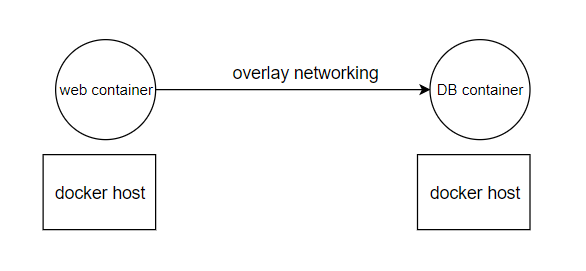 overlay networking
web container
DB container
docker host
docker host